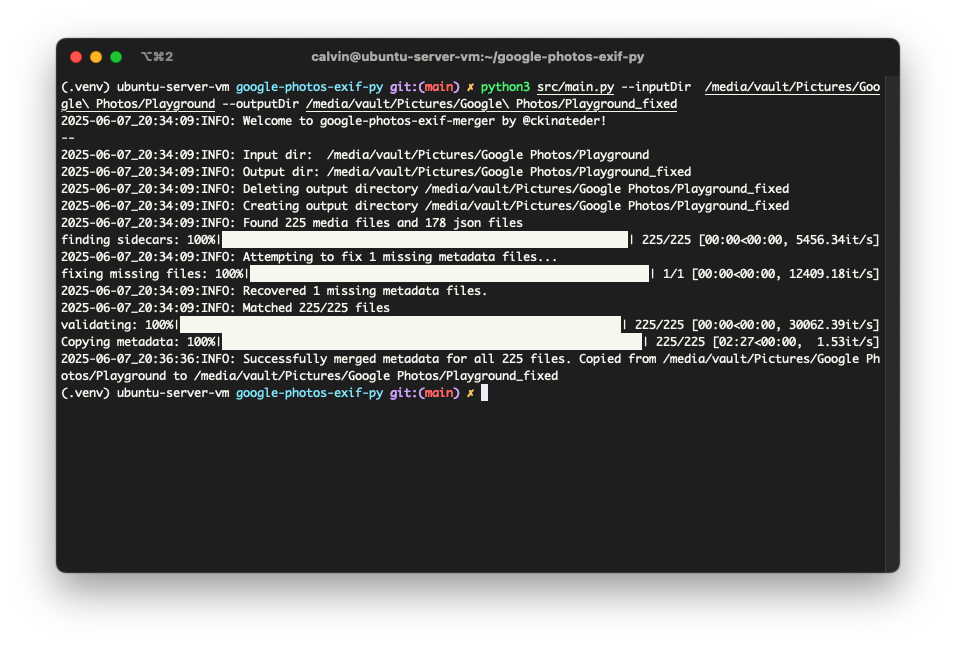 ⌥⌘2
calvin@ubuntu-server-vm:~/google-photos-exif-py
(.venv) ubuntu-server-vm google-photos-exif-py git:(main) ✗ python3 src/main.py --inputDir  /media/vault/Pictures/Goo
gle\ Photos/Playground --outputDir /media/vault/Pictures/Google\ Photos/Playground_fixed
2025-06-07_20:34:09:INFO: Welcome to google-photos-exif-merger by @ckinateder!
--
2025-06-07_20:34:09:INFO: Input dir:  /media/vault/Pictures/Google Photos/Playground
2025-06-07_20:34:09:INFO: Output dir: /media/vault/Pictures/Google Photos/Playground_fixed
2025-06-07_20:34:09:INFO: Deleting output directory /media/vault/Pictures/Google Photos/Playground_fixed
2025-06-07_20:34:09:INFO: Creating output directory /media/vault/Pictures/Google Photos/Playground_fixed
2025-06-07_20:34:09:INFO: Found 225 media files and 178 json files
finding sidecars: 100%| | 225/225 [00:00<00:00, 5456.34it/s]
2025-06-07_20:34:09:INFO: Attempting to fix 1 missing metadata files...
fixing missing files: 100%| | 1/1 [00:00<00:00, 12409.18it/s]
2025-06-07_20:34:09:INFO: Recovered 1 missing metadata files.
2025-06-07_20:34:09:INFO: Matched 225/225 files
validating: 100%| | 225/225 [00:00<00:00, 30062.39it/s]
Copying metadata: 100%| | 225/225 [02:27<00:00,  1.53it/s]
2025-06-07_20:36:36:INFO: Successfully merged metadata for all 225 files. Copied from /media/vault/Pictures/Google Ph
otos/Playground to /media/vault/Pictures/Google Photos/Playground_fixed
(.venv) ubuntu-server-vm google-photos-exif-py git:(main) ✗